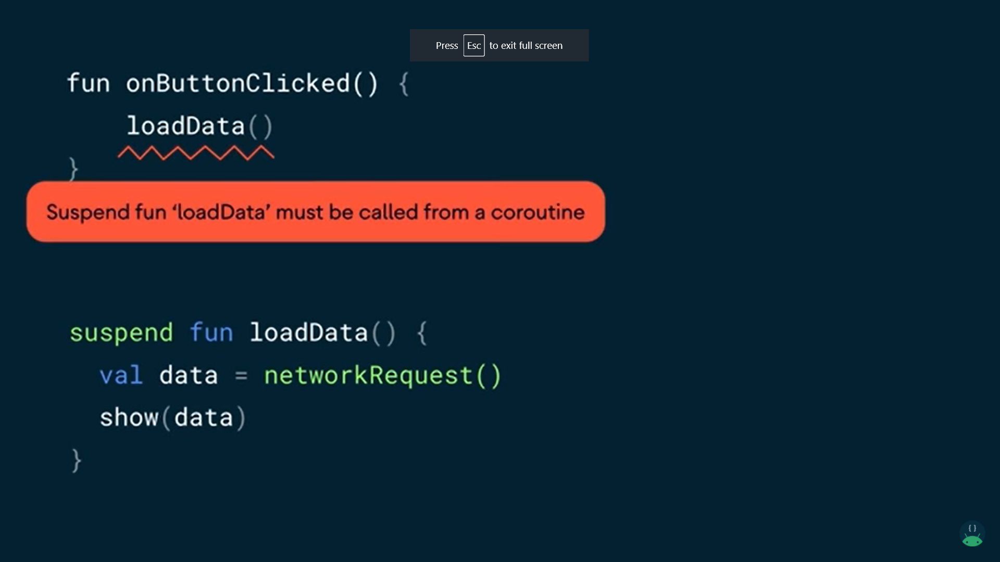 Press Esc to exit full screen
fun onButtonClicked() {
loadData()
}
Suspend fun ‘loadData’ must be called from a coroutine
suspend fun loadData() {
val data = networkRequest()
show(data)
}
{}